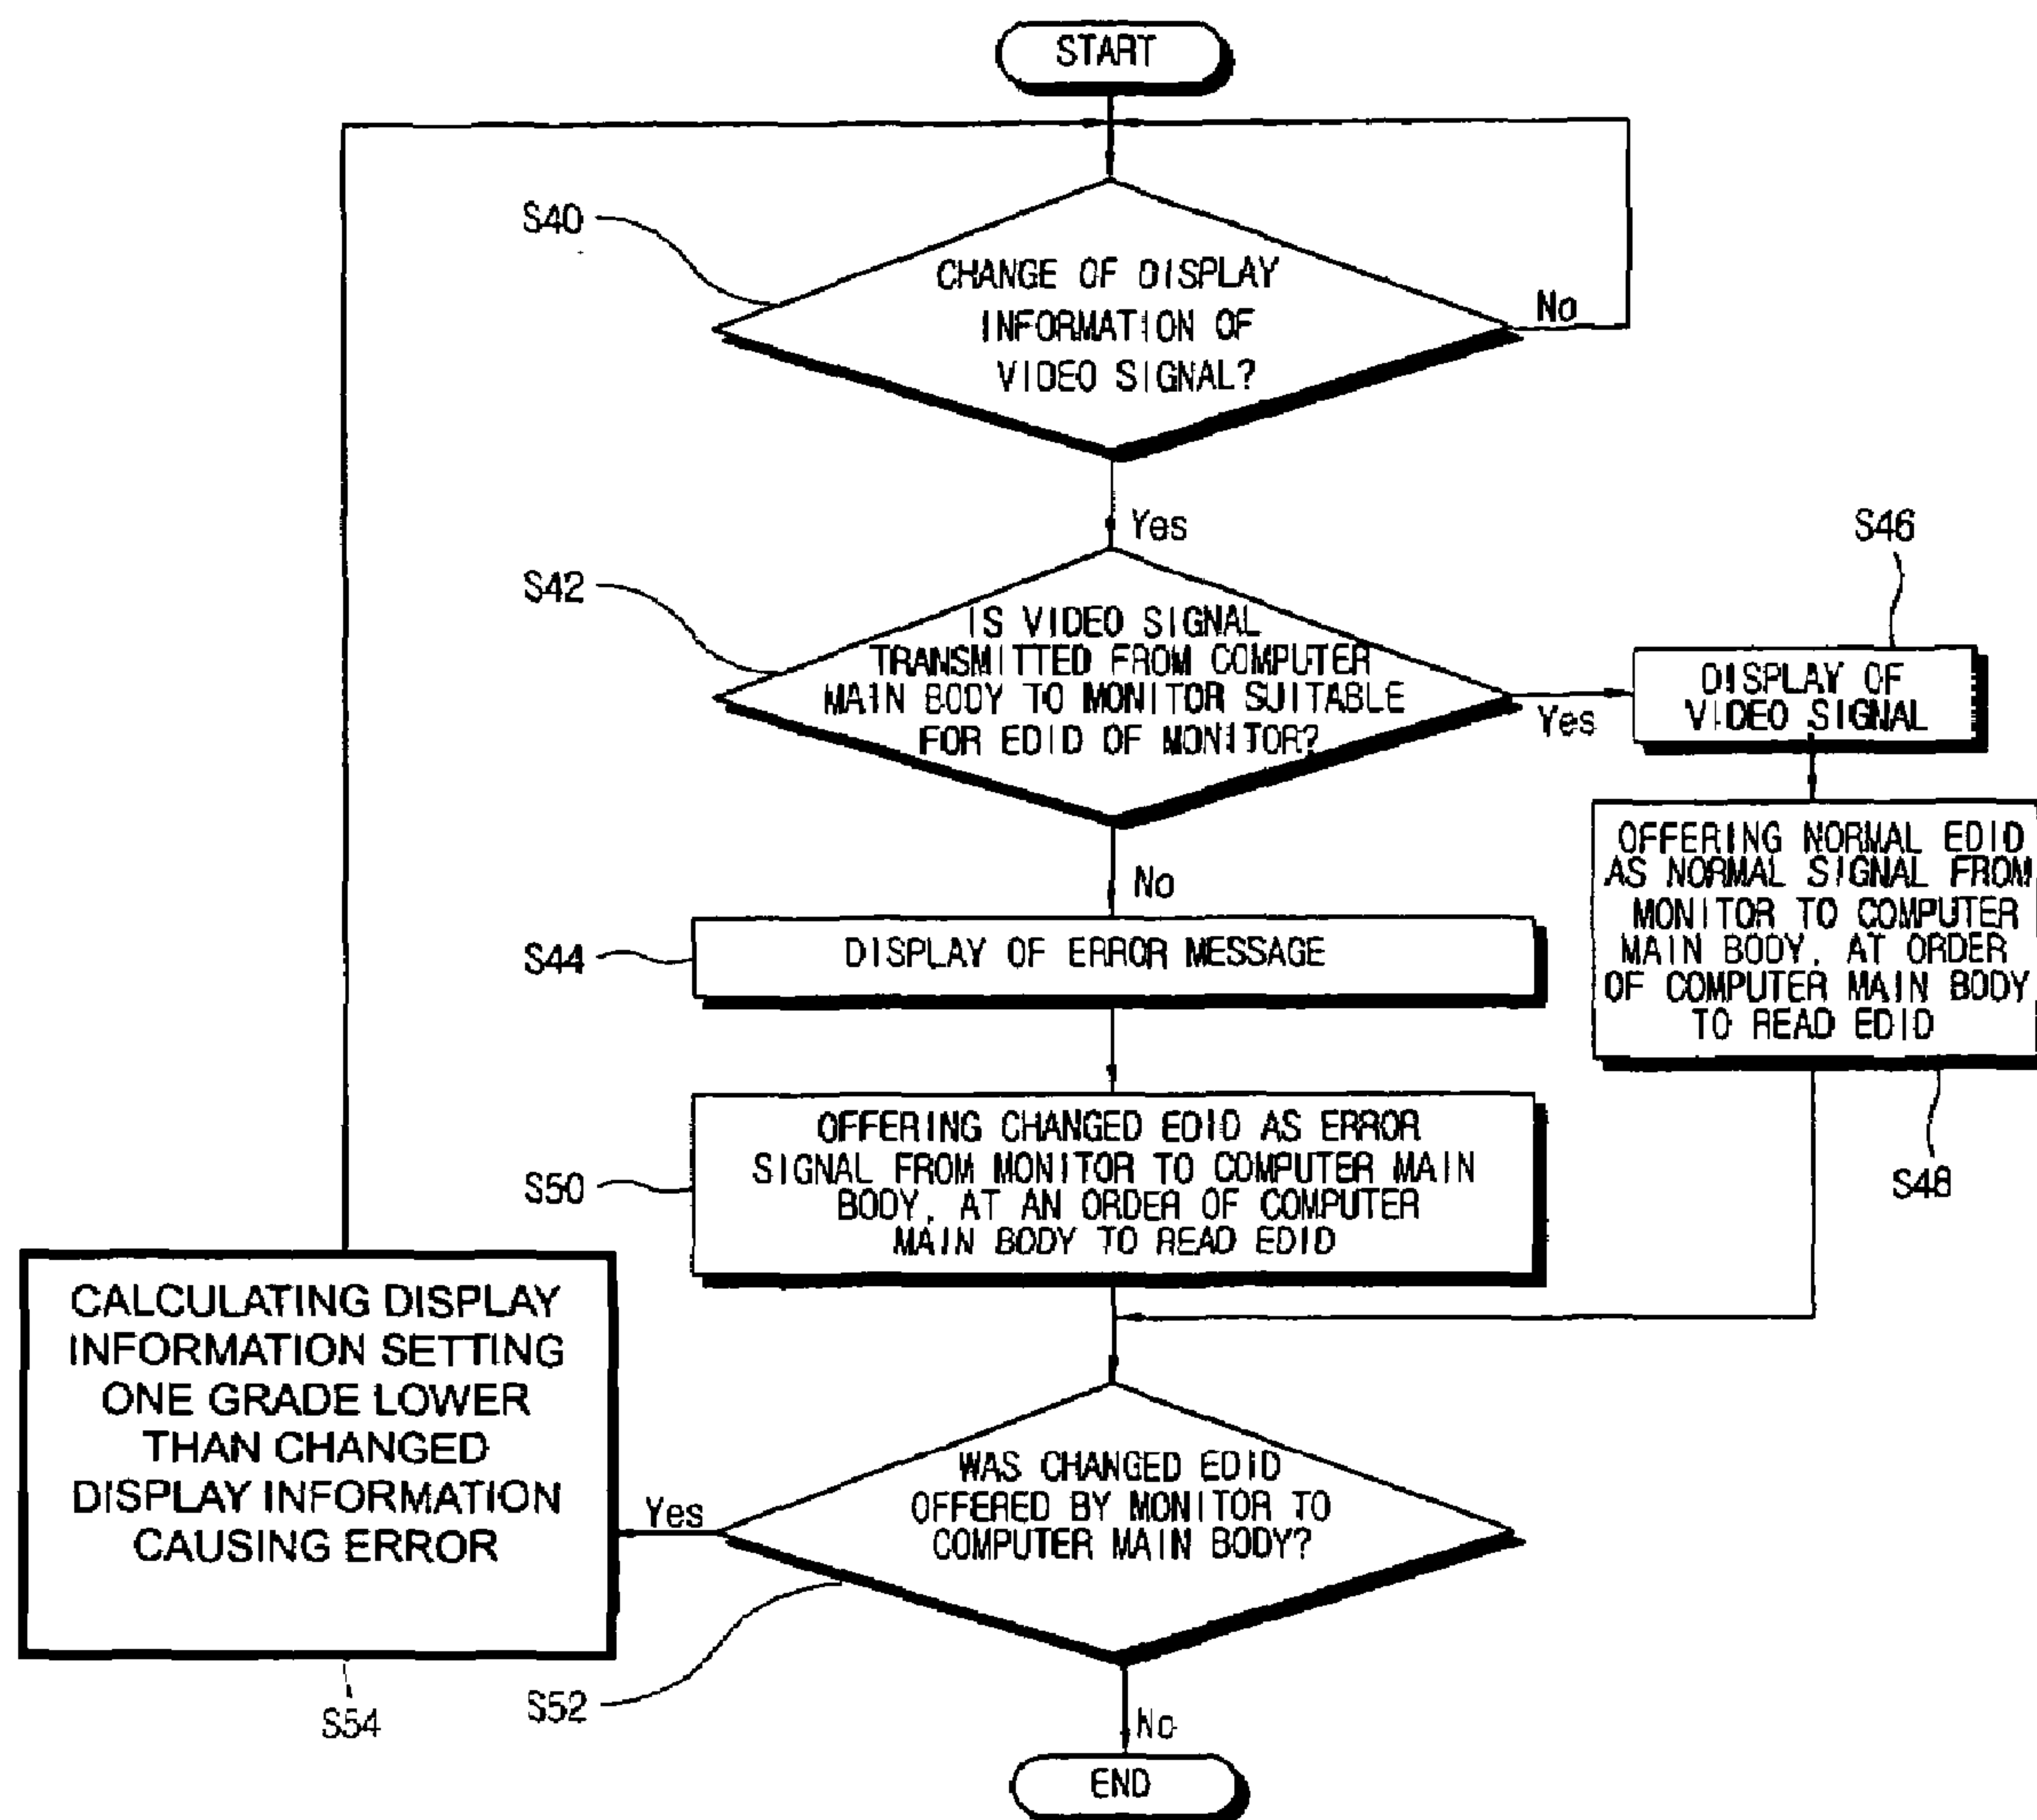 START
S40
CHANGE OF DISPLAY
INFORMATION OF
VIDEO SIGNAL?
No
Yes
S42
IS VIDEO SIGNAL
TRANSMITTED FROM COMPUTER
MAIN BODY TO MONITOR SUITABLE
FOR EDID OF MONITOR?
Yes
S46
DISPLAY OF
VIDEO SIGNAL
No
OFFERING NORMAL EDID
AS NORMAL SIGNAL FROM
MONITOR TO COMPUTER
MAIN BODY, AT ORDER
OF COMPUTER MAIN BODY
TO READ EDID
S48
S44
DISPLAY OF ERROR MESSAGE
S50
OFFERING CHANGED EDID AS ERROR
SIGNAL FROM MONITOR TO COMPUTER MAIN
BODY, AT AN ORDER OF COMPUTER
MAIN BODY TO READ EDID
CALCULATING DISPLAY
INFORMATION SETTING
ONE GRADE LOWER
THAN CHANGED
DISPLAY INFORMATION
CAUSING ERROR
S54
Yes
WAS CHANGED EDID
OFFERED BY MONITOR TO
COMPUTER MAIN BODY?
S52
No
END